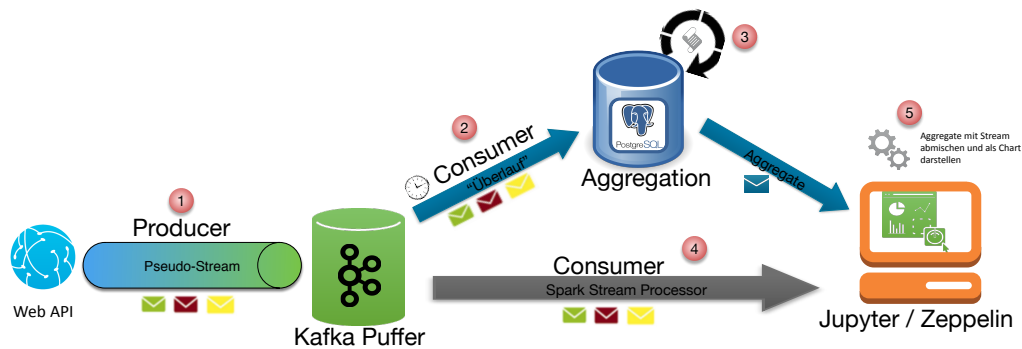 1
Producer
Pseudo-Stream
Web API
Kafka Puffer
2
Consumer
"Überlauf"
3
PostgreSQL
Aggregation
Aggregate
4
Consumer
Spark Stream Processor
5
Aggregate mit Stream
abmischen und als Chart
darstellen
Jupyter / Zeppelin